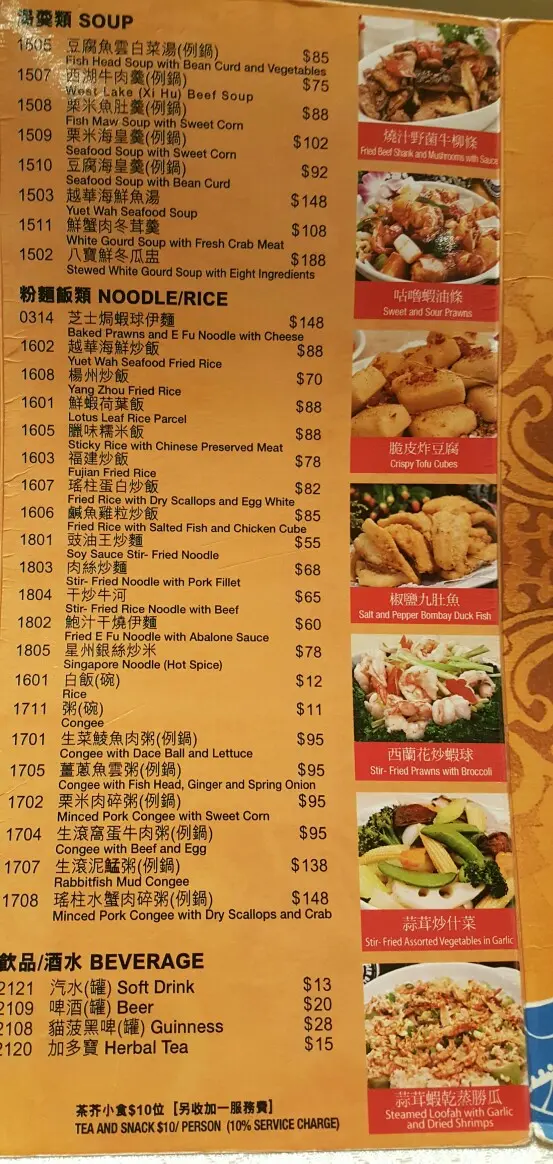 湯羹類 SOUP
1605 豆腐魚雲白菜湯(例鍋) $85
Fish Head Soup with Bean Curd and Vegetables
1507 西湖牛肉羹(例鍋) $75
West Lake (Xi Hu) Beef Soup
1508 栗米魚肚羹(例鍋) $88
Fish Maw Soup with Sweet Corn
1509 栗米海皇羹(例鍋) $102
Seafood Soup with Sweet Corn
1510 豆腐海皇羹(例鍋) $92
Seafood Soup with Bean Curd
1503 越華海鮮魚湯 $148
Yuet Wah Seafood Soup
1511 鮮蟹肉冬茸羹 $108
White Gourd Soup with Fresh Crab Meat
1502 八寶鮮冬瓜盅 $188
Stewed White Gourd Soup with Eight Ingredients
粉麵飯類 NOODLE/RICE
0314 芝士焗蝦球伊麵 $148
Baked Prawns and E Fu Noodle with Cheese
1602 越華海鮮炒飯 $88
Yuet Wah Seafood Fried Rice
1608 楊州炒飯 $70
Yang Zhou Fried Rice
1601 鮮蝦荷葉飯 $88
Lotus Leaf Rice Parcel
1605 臘味糯米飯 $88
Sticky Rice with Chinese Preserved Meat
1603 福建炒飯 $78
Fujian Fried Rice
1607 瑤柱蛋白炒飯 $82
Fried Rice with Dry Scallops and Egg White
1606 鹹魚雞粒炒飯 $85
Fried Rice with Salted Fish and Chicken Cube
1801 豉油王炒麵 $55
Soy Sauce Stir- Fried Noodle
1803 肉絲炒麵 $68
Stir- Fried Noodle with Pork Fillet
1804 干炒牛河 $65
Stir- Fried Rice Noodle with Beef
1802 鮑汁干燒伊麵 $60
Fried E Fu Noodle with Abalone Sauce
1805 星州銀絲炒米 $78
Singapore Noodle (Hot Spice)
1601 白飯(碗) $12
Rice
1711 粥(碗) $11
Congee
1701 生菜鯪魚肉粥(例鍋) $95
Congee with Dace Ball and Lettuce
1705 薑蔥魚雲粥(例鍋) $95
Congee with Fish Head, Ginger and Spring Onion
1702 栗米肉碎粥(例鍋) $95
Minced Pork Congee with Sweet Corn
1704 生滾窩蛋牛肉粥(例鍋) $95
Congee with Beef and Egg
1707 生滾泥鯭粥(例鍋) $138
Rabbitfish Mud Congee
1708 瑤柱水蟹肉碎粥(例鍋) $148
Minced Pork Congee with Dry Scallops and Crab
飲品/酒水 BEVERAGE
2121 汽水(罐) Soft Drink $13
2109 啤酒(罐) Beer $20
2108 貓菠黑啤(罐) Guinness $28
2120 加多寶 Herbal Tea $15
茶芥小食$10位【另收加一服務費】
TEA AND SNACK $10/ PERSON (10% SERVICE CHARGE)
燒汁野菌牛柳條
Fried Beef Shank and Mushrooms with Sauce
咕嚕蝦油條
Sweet and Sour Prawns
脆皮炸豆腐
Crispy Tofu Cubes
椒鹽九肚魚
Salt and Pepper Bombay Duck Fish
西蘭花炒蝦球
Stir- Fried Prawns with Broccoli
蒜茸炒什菜
Stir- Fried Assorted Vegetables in Garlic
蒜茸蝦乾蒸勝瓜
Steamed Loofah with Garlic
and Dried Shrimps